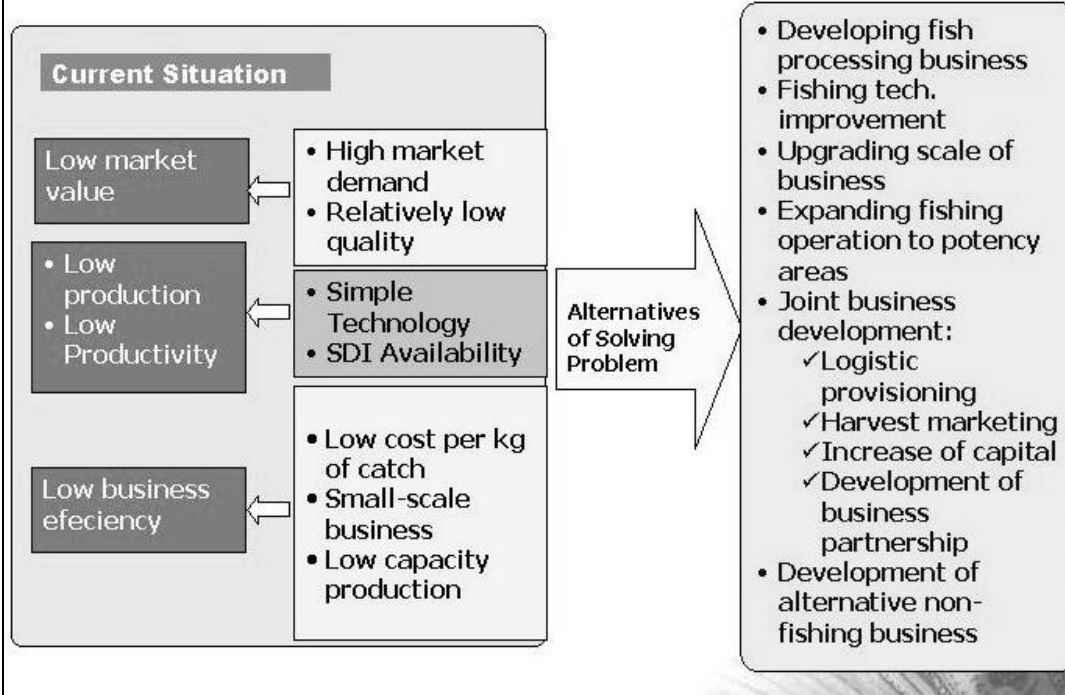 Current Situation
Low market
value
• High market
demand
• Relatively low
quality
• Low
production
• Low
Productivity
• Simple
Technology
• SDI Availability
Low business
efeciency
• Low cost per kg
of catch
• Small-scale
business
• Low capacity
production
Alternatives
of Solving
Problem
• Developing fish
processing business
• Fishing tech.
improvement
• Upgrading scale of
business
• Expanding fishing
operation to potency
areas
• Joint business
development:
✓Logistic
provisioning
✓Harvest marketing
✓Increase of capital
✓Development of
business
partnership
• Development of
alternative non-
fishing business